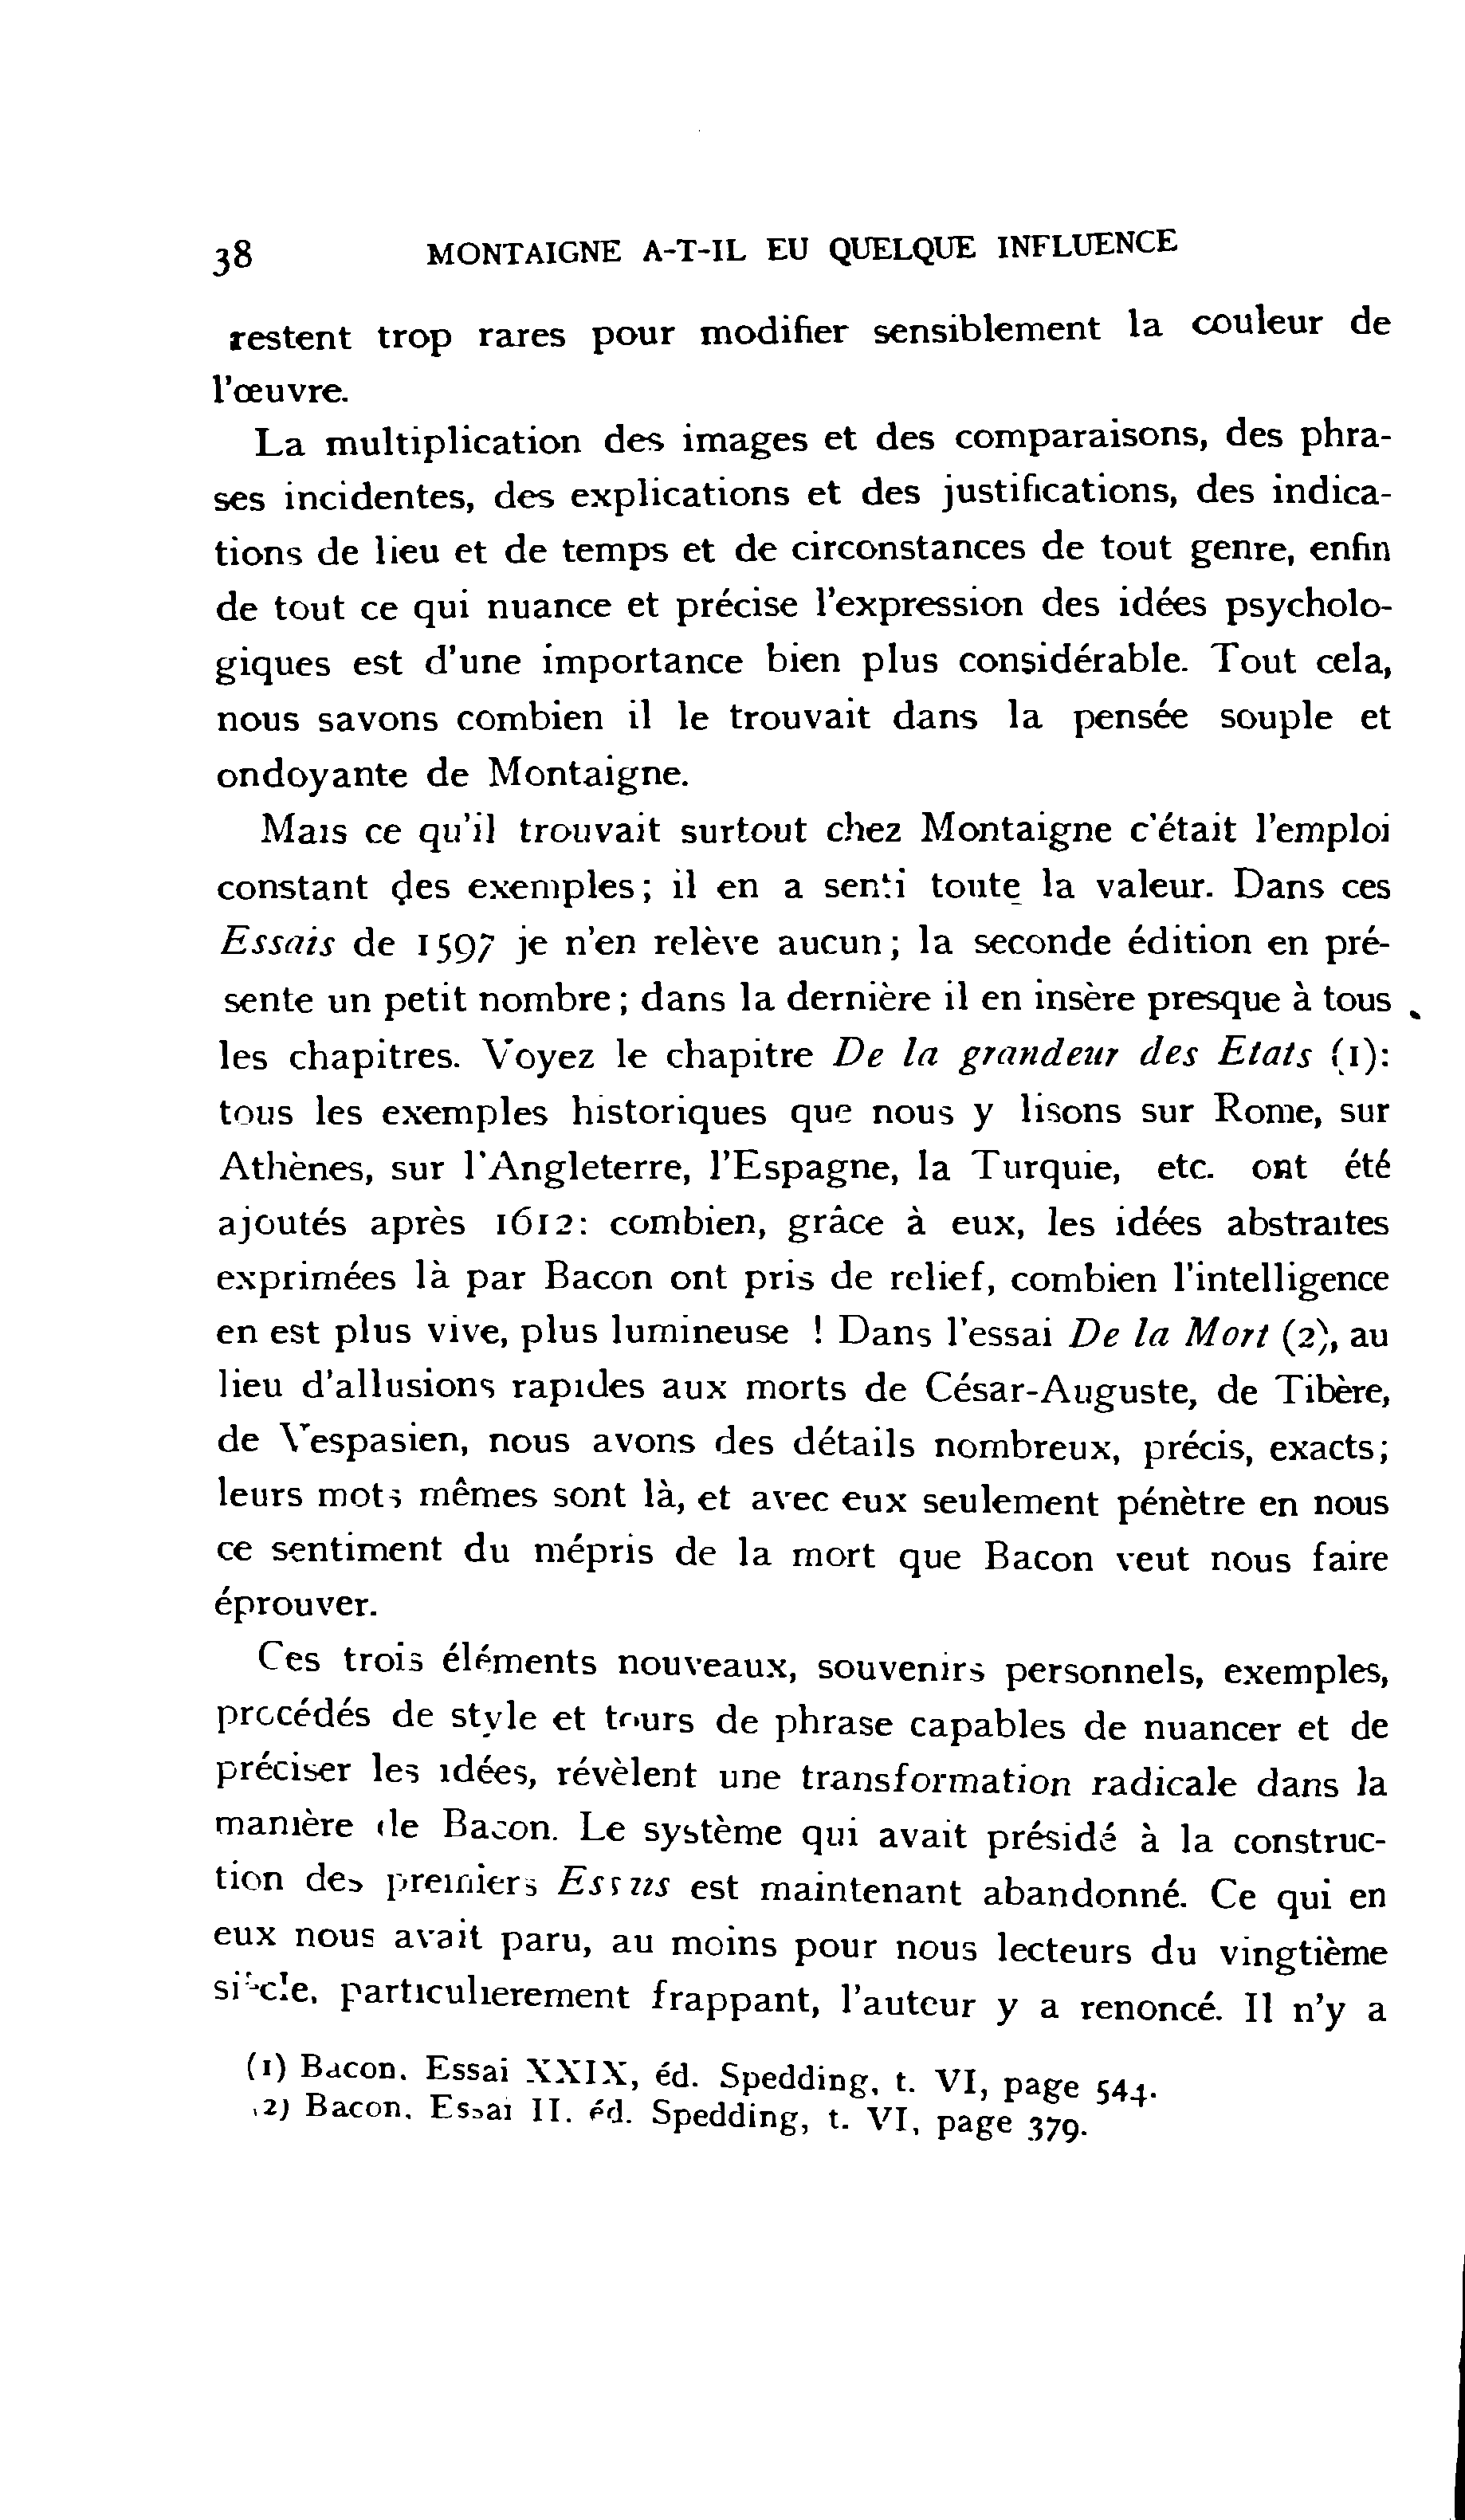 38 MONTAIGNE A-T-IL EU QUELQUE INFLUENCE
restent trop rares pour modifier sensiblement la couleur de
l'œuvre.
La multiplication des images et des comparaisons, des phra-
ses incidentes, des explications et des justifications, des indica-
tions de lieu et de temps et de circonstances de tout genre, enfin
de tout ce qui nuance et précise l'expression des idées psycholo-
giques est d'une importance bien plus considérable. Tout cela,
nous savons combien il le trouvait dans la pensée souple et
ondoyante de Montaigne.
Mais ce qu'il trouvait surtout chez Montaigne c'était l'emploi
constant des exemples; il en a senti toute la valeur. Dans ces
Essais de 1597 je n'en relève aucun; la seconde édition en pré-
sente un petit nombre; dans la dernière il en insère presque à tous
les chapitres. Voyez le chapitre De la grandeur des Etats (1):
tous les exemples historiques que nous y lisons sur Rome, sur
Athènes, sur l'Angleterre, l'Espagne, la Turquie, etc. ont été
ajoutés après 1612: combien, grâce à eux, les idées abstraites
exprimées là par Bacon ont pris de relief, combien l'intelligence
en est plus vive, plus lumineuse ! Dans l'essai De la Mort (2), au
lieu d'allusions rapides aux morts de César-Auguste, de Tibère,
de Vespasien, nous avons des détails nombreux, précis, exacts;
leurs mots mêmes sont là, et avec eux seulement pénètre en nous
ce sentiment du mépris de la mort que Bacon veut nous faire
éprouver.
Ces trois éléments nouveaux, souvenirs personnels, exemples,
procédés de style et tours de phrase capables de nuancer et de
préciser les idées, révèlent une transformation radicale dans la
manière de Bacon. Le système qui avait présidé à la construc-
tion des premiers Essais est maintenant abandonné. Ce qui en
eux nous avait paru, au moins pour nous lecteurs du vingtième
siècle, particulierement frappant, l'auteur y a renoncé. Il n'y a
(1) Bacon. Essai XXIX, éd. Spedding, t. VI, page 544.
(2) Bacon. Essai II. éd. Spedding, t. VI, page 379.